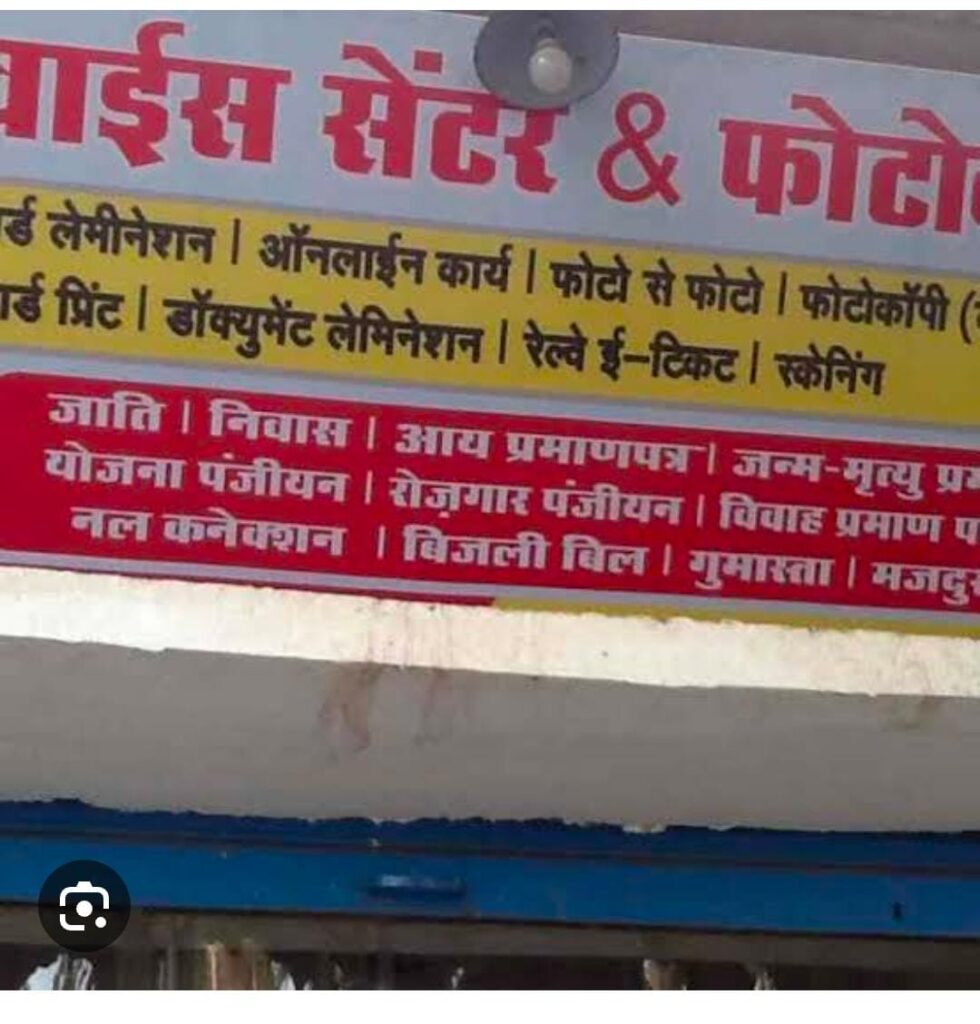 वाईस सेंटर & फोटो
र्ड लेमीनेशन | ऑनलाईन कार्य | फोटो से फोटो | फोटोकॉपी (
र्ड प्रिंट | डॉक्युमेंट लेमिनेशन | रेल्वे ई-टिकट | स्केनिंग
जाति | निवास | आय प्रमाणपत्र | जन्म-मृत्यु प्र
योजना पंजीयन | रोज़गार पंजीयन | विवाह प्रमाण प
नल कनेक्शन | बिजली बिल | गुमास्ता | मजदु